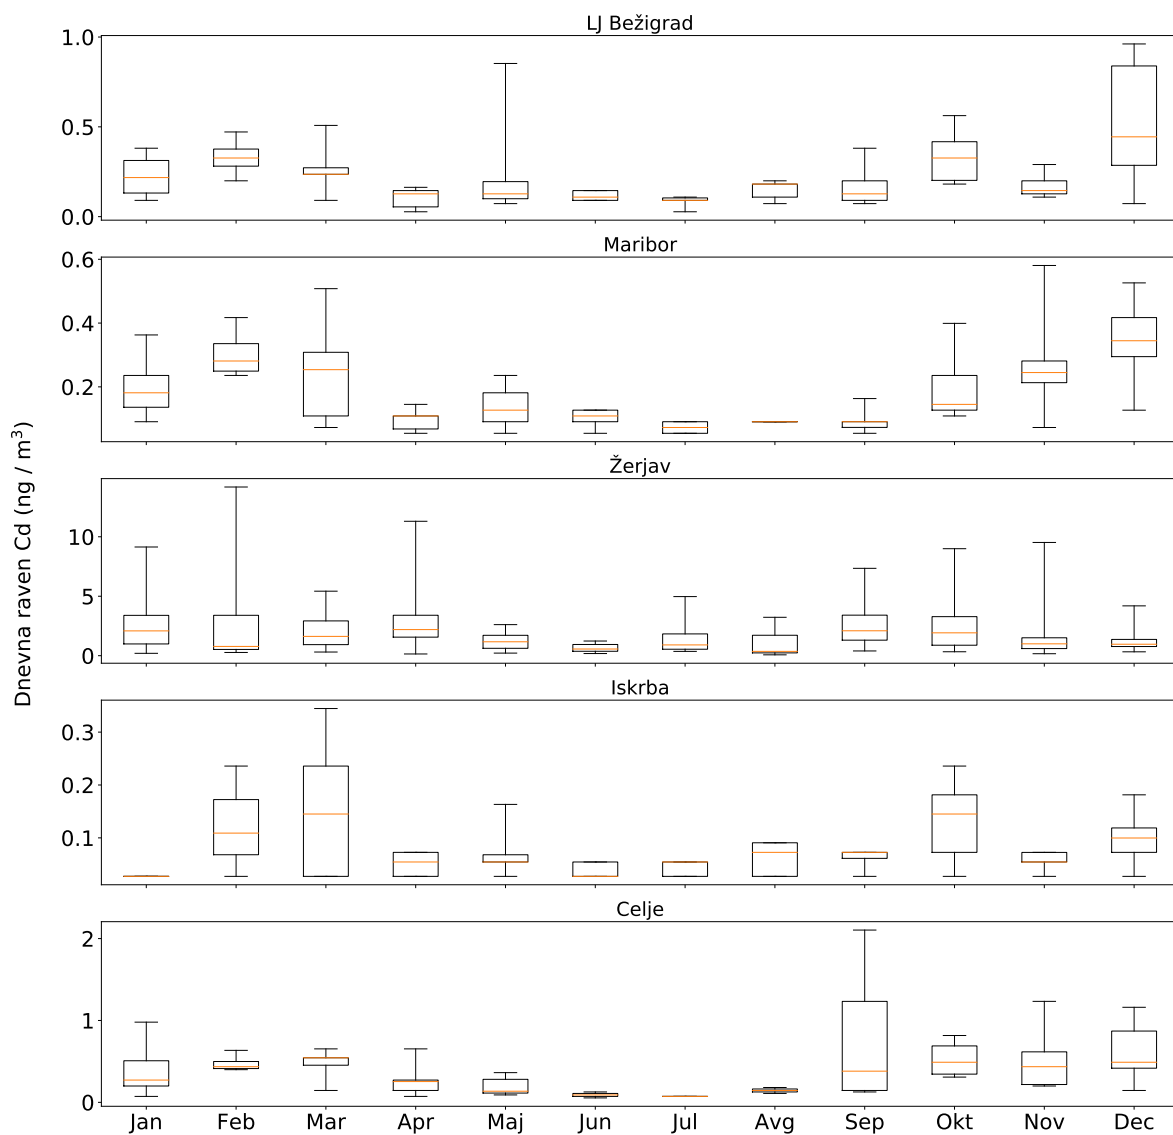 LJ Bežigrad
1.0
0.5
0.0
Maribor
0.6
0.4
0.2
Žerjav
10
5
0
Dnevna raven Cd (ng / m³)
Iskrba
0.3
0.2
0.1
Celje
2
1
0
Jan Feb Mar Apr Maj Jun Jul Avg Sep Okt Nov Dec